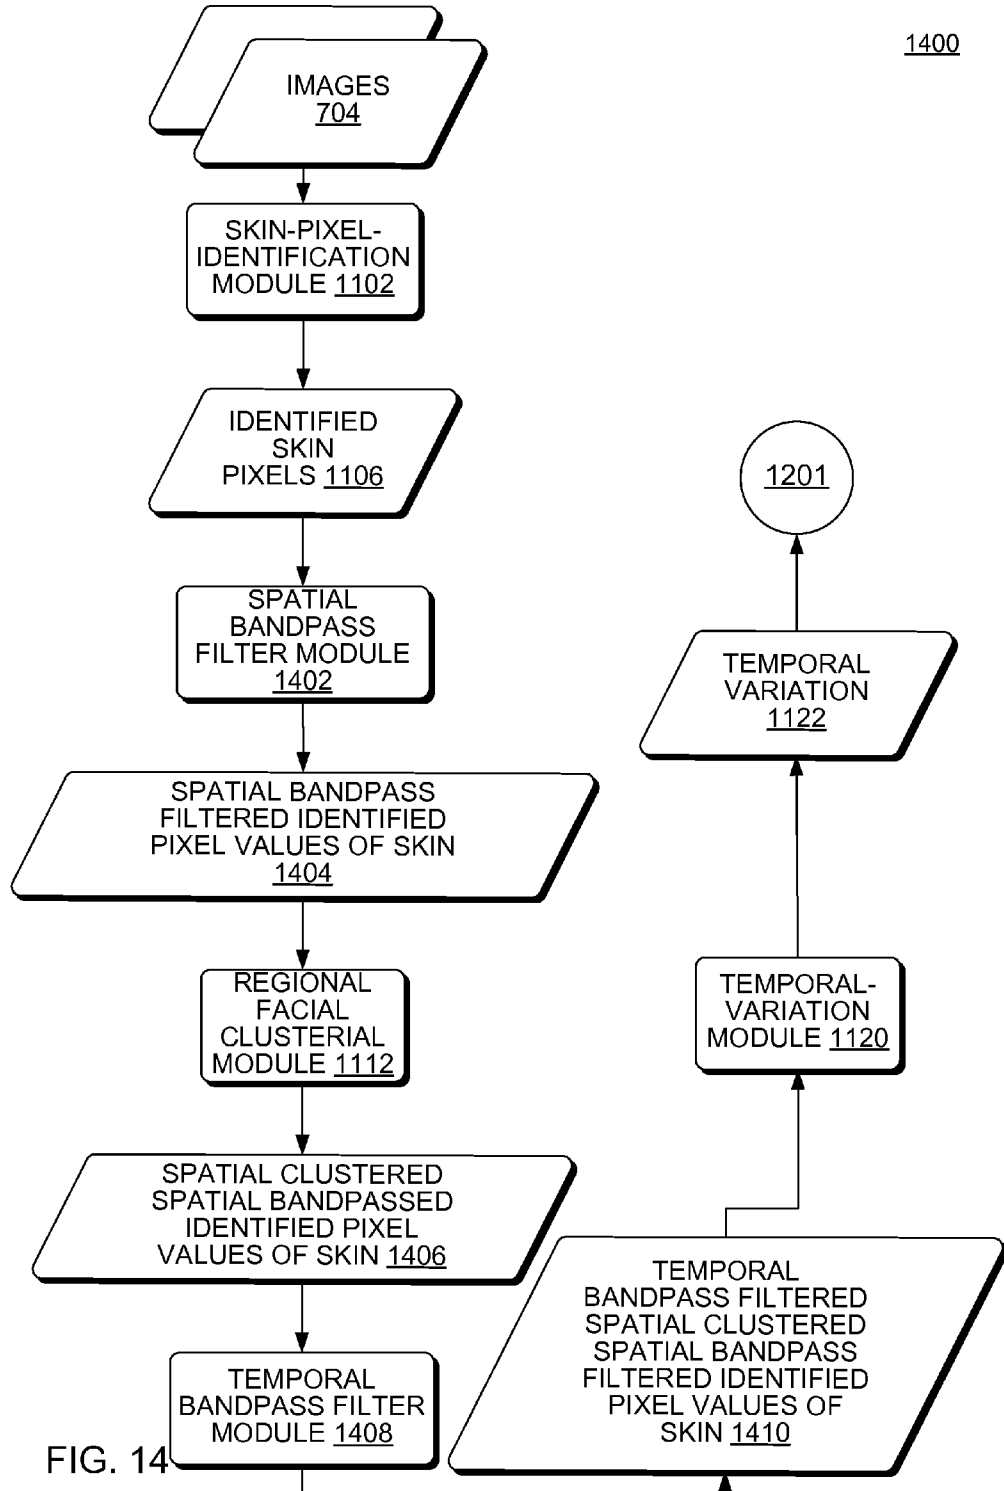 1400
IMAGES
704
SKIN-PIXEL-
IDENTIFICATION
MODULE 1102
IDENTIFIED
SKIN
PIXELS 1106
SPATIAL
BANDPASS
FILTER MODULE
1402
SPATIAL BANDPASS
FILTERED IDENTIFIED
PIXEL VALUES OF SKIN
1404
REGIONAL
FACIAL
CLUSTERIAL
MODULE 1112
SPATIAL CLUSTERED
SPATIAL BANDPASSED
IDENTIFIED PIXEL
VALUES OF SKIN 1406
TEMPORAL
BANDPASS FILTER
MODULE 1408
TEMPORAL
BANDPASS FILTERED
SPATIAL CLUSTERED
SPATIAL BANDPASS
FILTERED IDENTIFIED
PIXEL VALUES OF
SKIN 1410
TEMPORAL-
VARIATION
MODULE 1120
TEMPORAL
VARIATION
1122
1201
FIG. 14